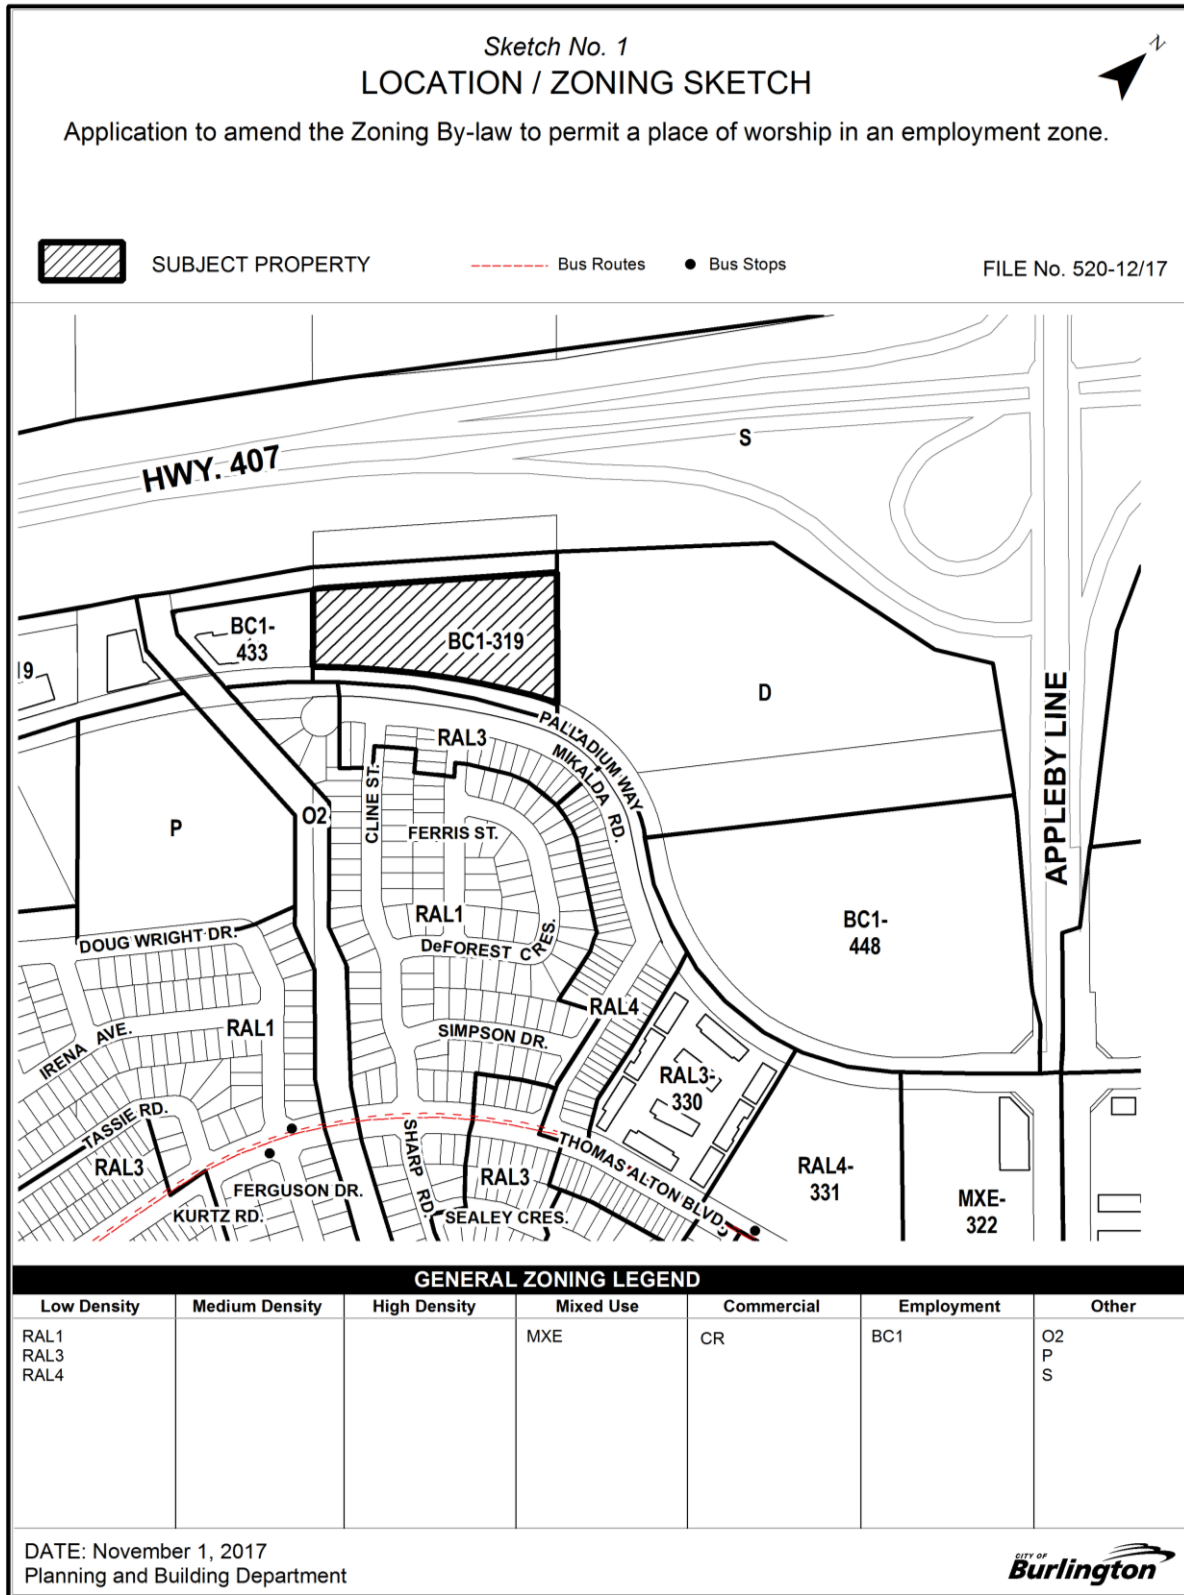 Sketch No. 1
LOCATION / ZONING SKETCH
N
Application to amend the Zoning By-law to permit a place of worship in an employment zone.
SUBJECT PROPERTY
Bus Routes
Bus Stops
FILE No. 520-12/17
S
HWY. 407
BC1-
433
BC1-319
19
D
APPLEBY LINE
PALLADIUM WAY
RAL3
MIKALDA RD.
CLINE ST.
O2
P
FERRIS ST.
RAL1
DeFOREST CRES.
BC1-
448
DOUG WRIGHT DR.
RAL4
RAL1
SIMPSON DR.
IRENA AVE.
RAL3-
330
TASSIE RD.
RAL3
SHARP RD.
THOMAS ALTON BLVD.
RAL3
RAL4-
331
FERGUSON DR.
MXE-
322
KURTZ RD.
SEALEY CRES.
GENERAL ZONING LEGEND
Low Density Medium Density High Density Mixed Use Commercial Employment Other
RAL1 MXE CR BC1 O2
RAL3 P
RAL4 S
DATE: November 1, 2017
Planning and Building Department
CITY OF
Burlington